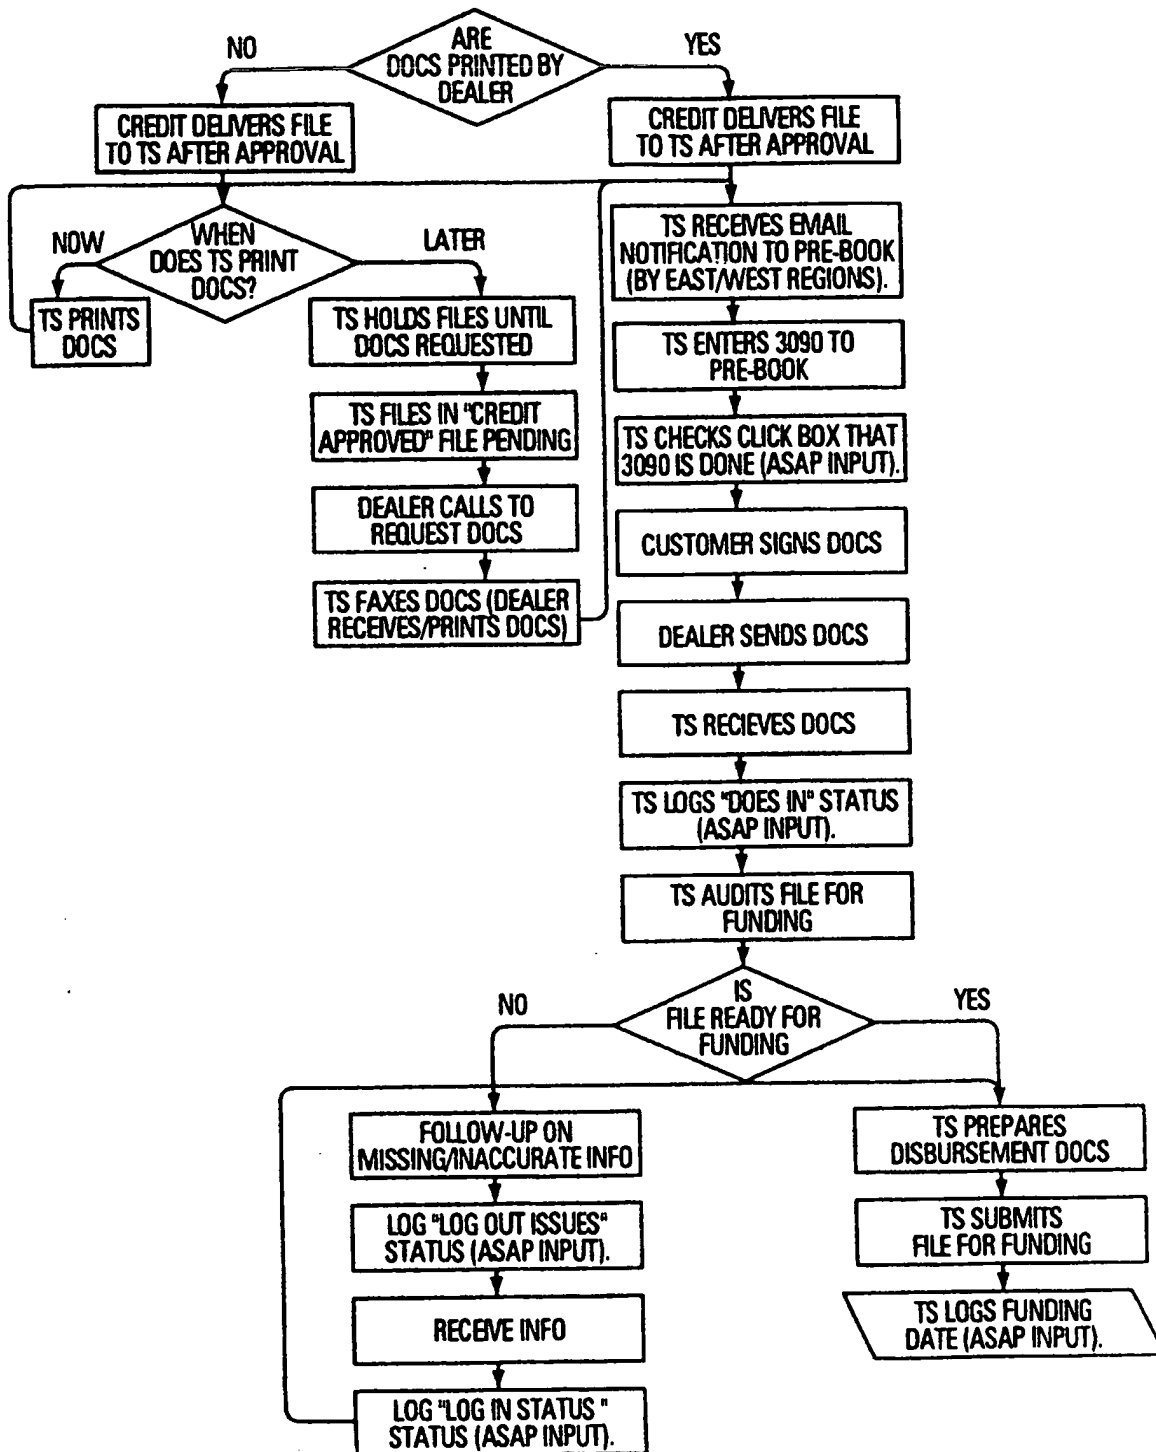 ARE
DOCS PRINTED BY
DEALER
NO
YES
CREDIT DELIVERS FILE
TO TS AFTER APPROVAL
CREDIT DELIVERS FILE
TO TS AFTER APPROVAL
WHEN
DOES TS PRINT
DOCS?
NOW
LATER
TS PRINTS
DOCS
TS HOLDS FILES UNTIL
DOCS REQUESTED
TS FILES IN "CREDIT
APPROVED" FILE PENDING
DEALER CALLS TO
REQUEST DOCS
TS FAXES DOCS (DEALER
RECEIVES/PRINTS DOCS)
TS RECEIVES EMAIL
NOTIFICATION TO PRE-BOOK
(BY EAST/WEST REGIONS).
TS ENTERS 3090 TO
PRE-BOOK
TS CHECKS CLICK BOX THAT
3090 IS DONE (ASAP INPUT).
CUSTOMER SIGNS DOCS
DEALER SENDS DOCS
TS RECIEVES DOCS
TS LOGS "DOES IN" STATUS
(ASAP INPUT).
TS AUDITS FILE FOR
FUNDING
IS
FILE READY FOR
FUNDING
NO
YES
FOLLOW-UP ON
MISSING/INACCURATE INFO
LOG "LOG OUT ISSUES"
STATUS (ASAP INPUT).
RECEIVE INFO
LOG "LOG IN STATUS "
STATUS (ASAP INPUT).
TS PREPARES
DISBURSEMENT DOCS
TS SUBMITS
FILE FOR FUNDING
TS LOGS FUNDING
DATE (ASAP INPUT).